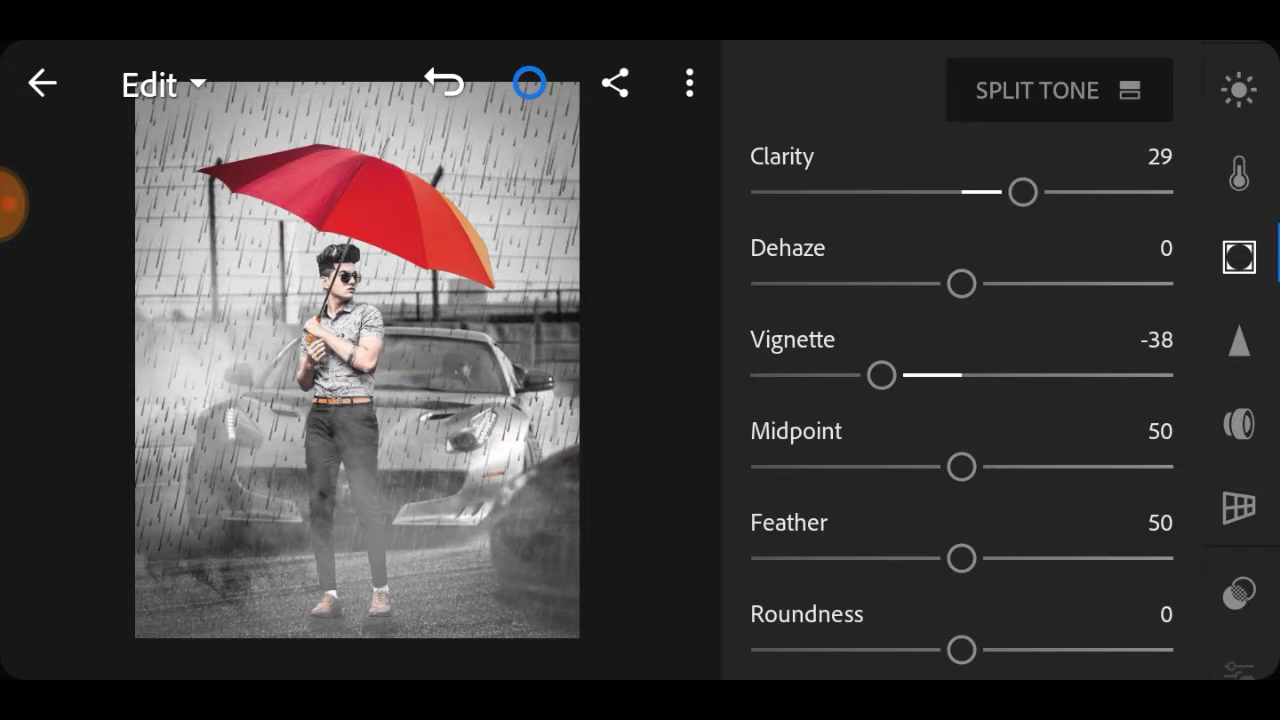 Edit
SPLIT TONE
Clarity 29
Dehaze 0
Vignette -38
Midpoint 50
Feather 50
Roundness 0